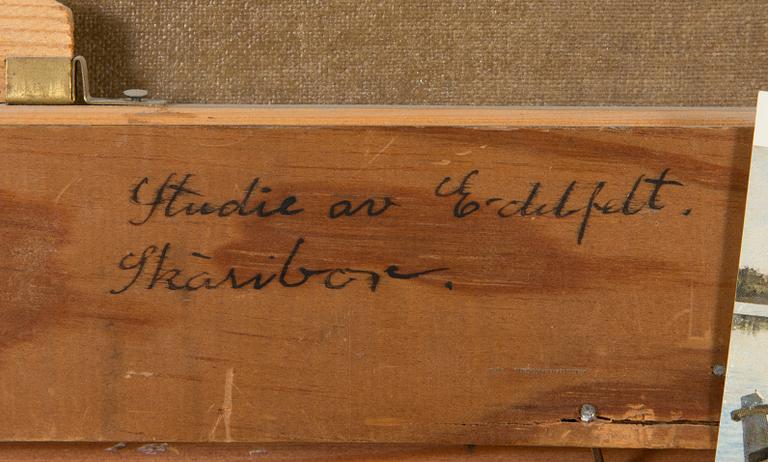 Studie av Edelfelt.
Skäribor.